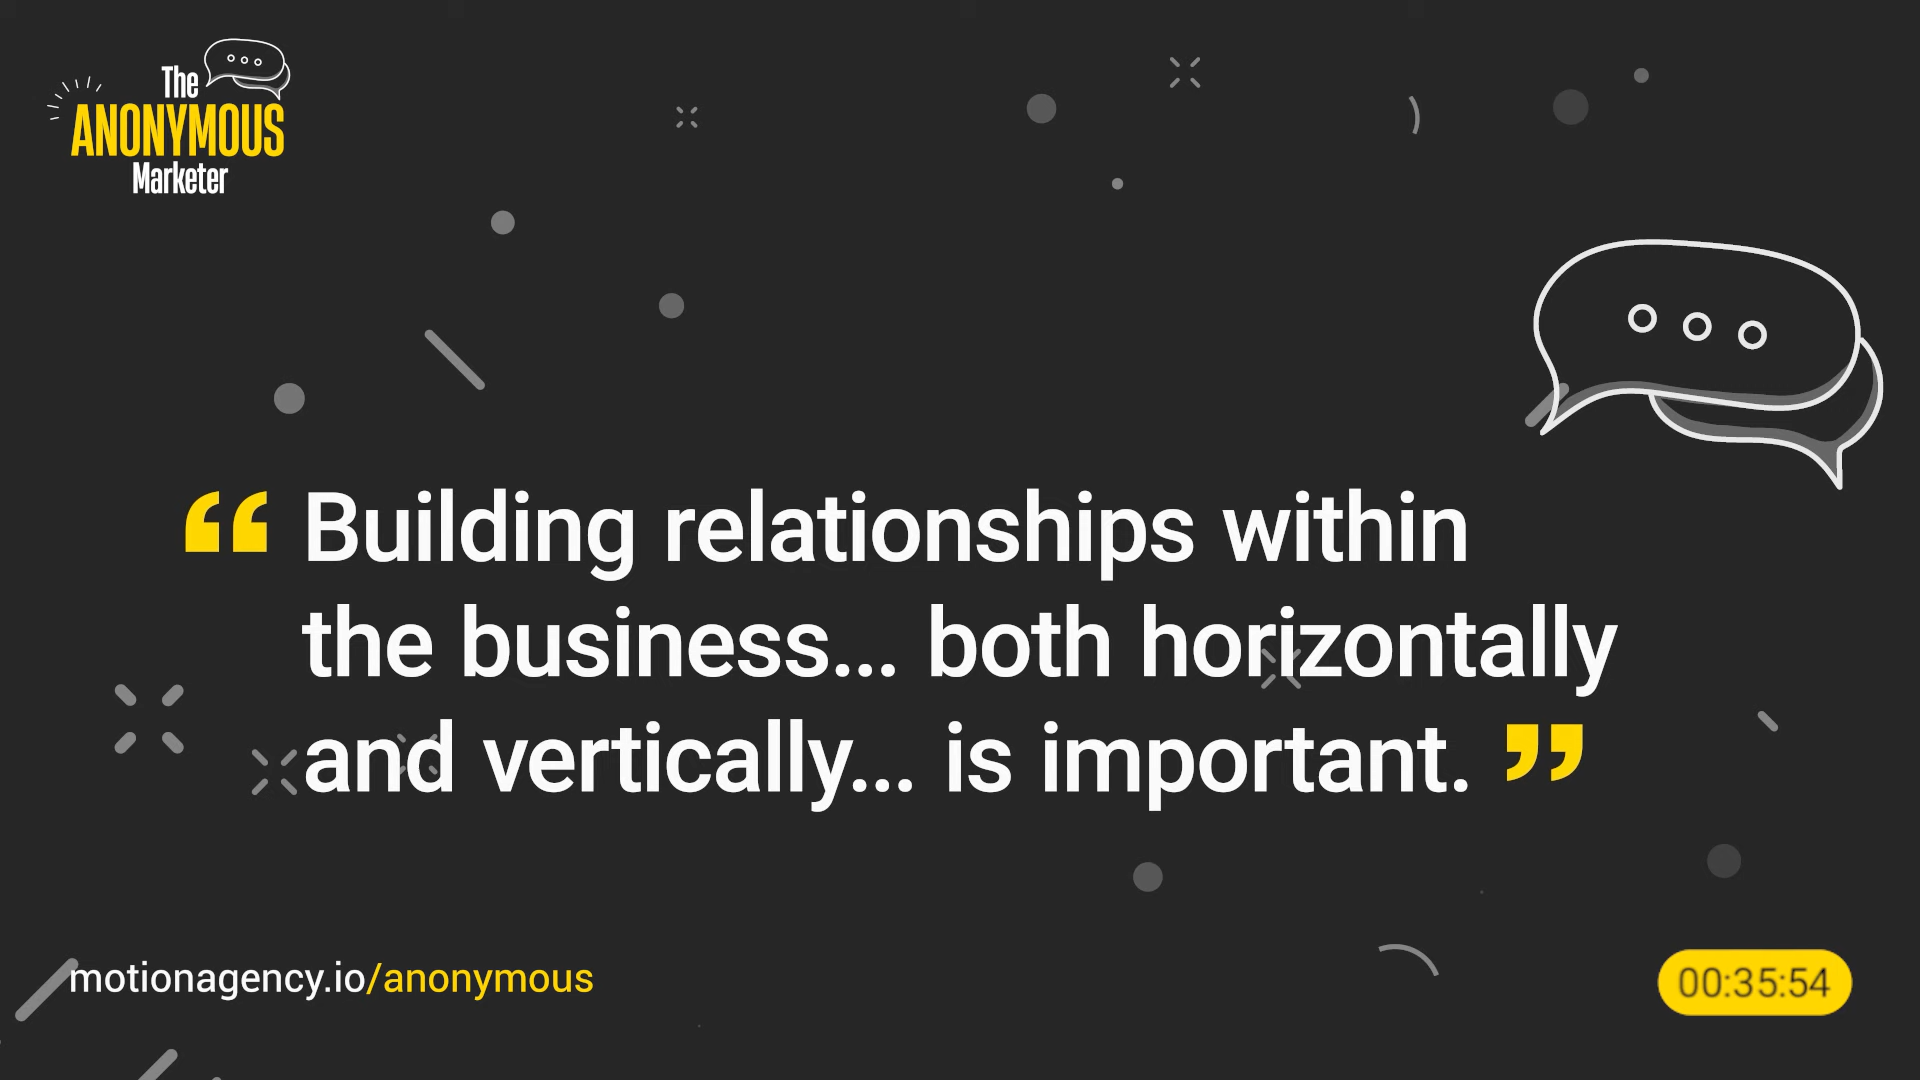 The
ANONYMOUS
Marketer
“ Building relationships within
the business... both horizontally
and vertically... is important. ”
motionagency.io/anonymous
00:35:54